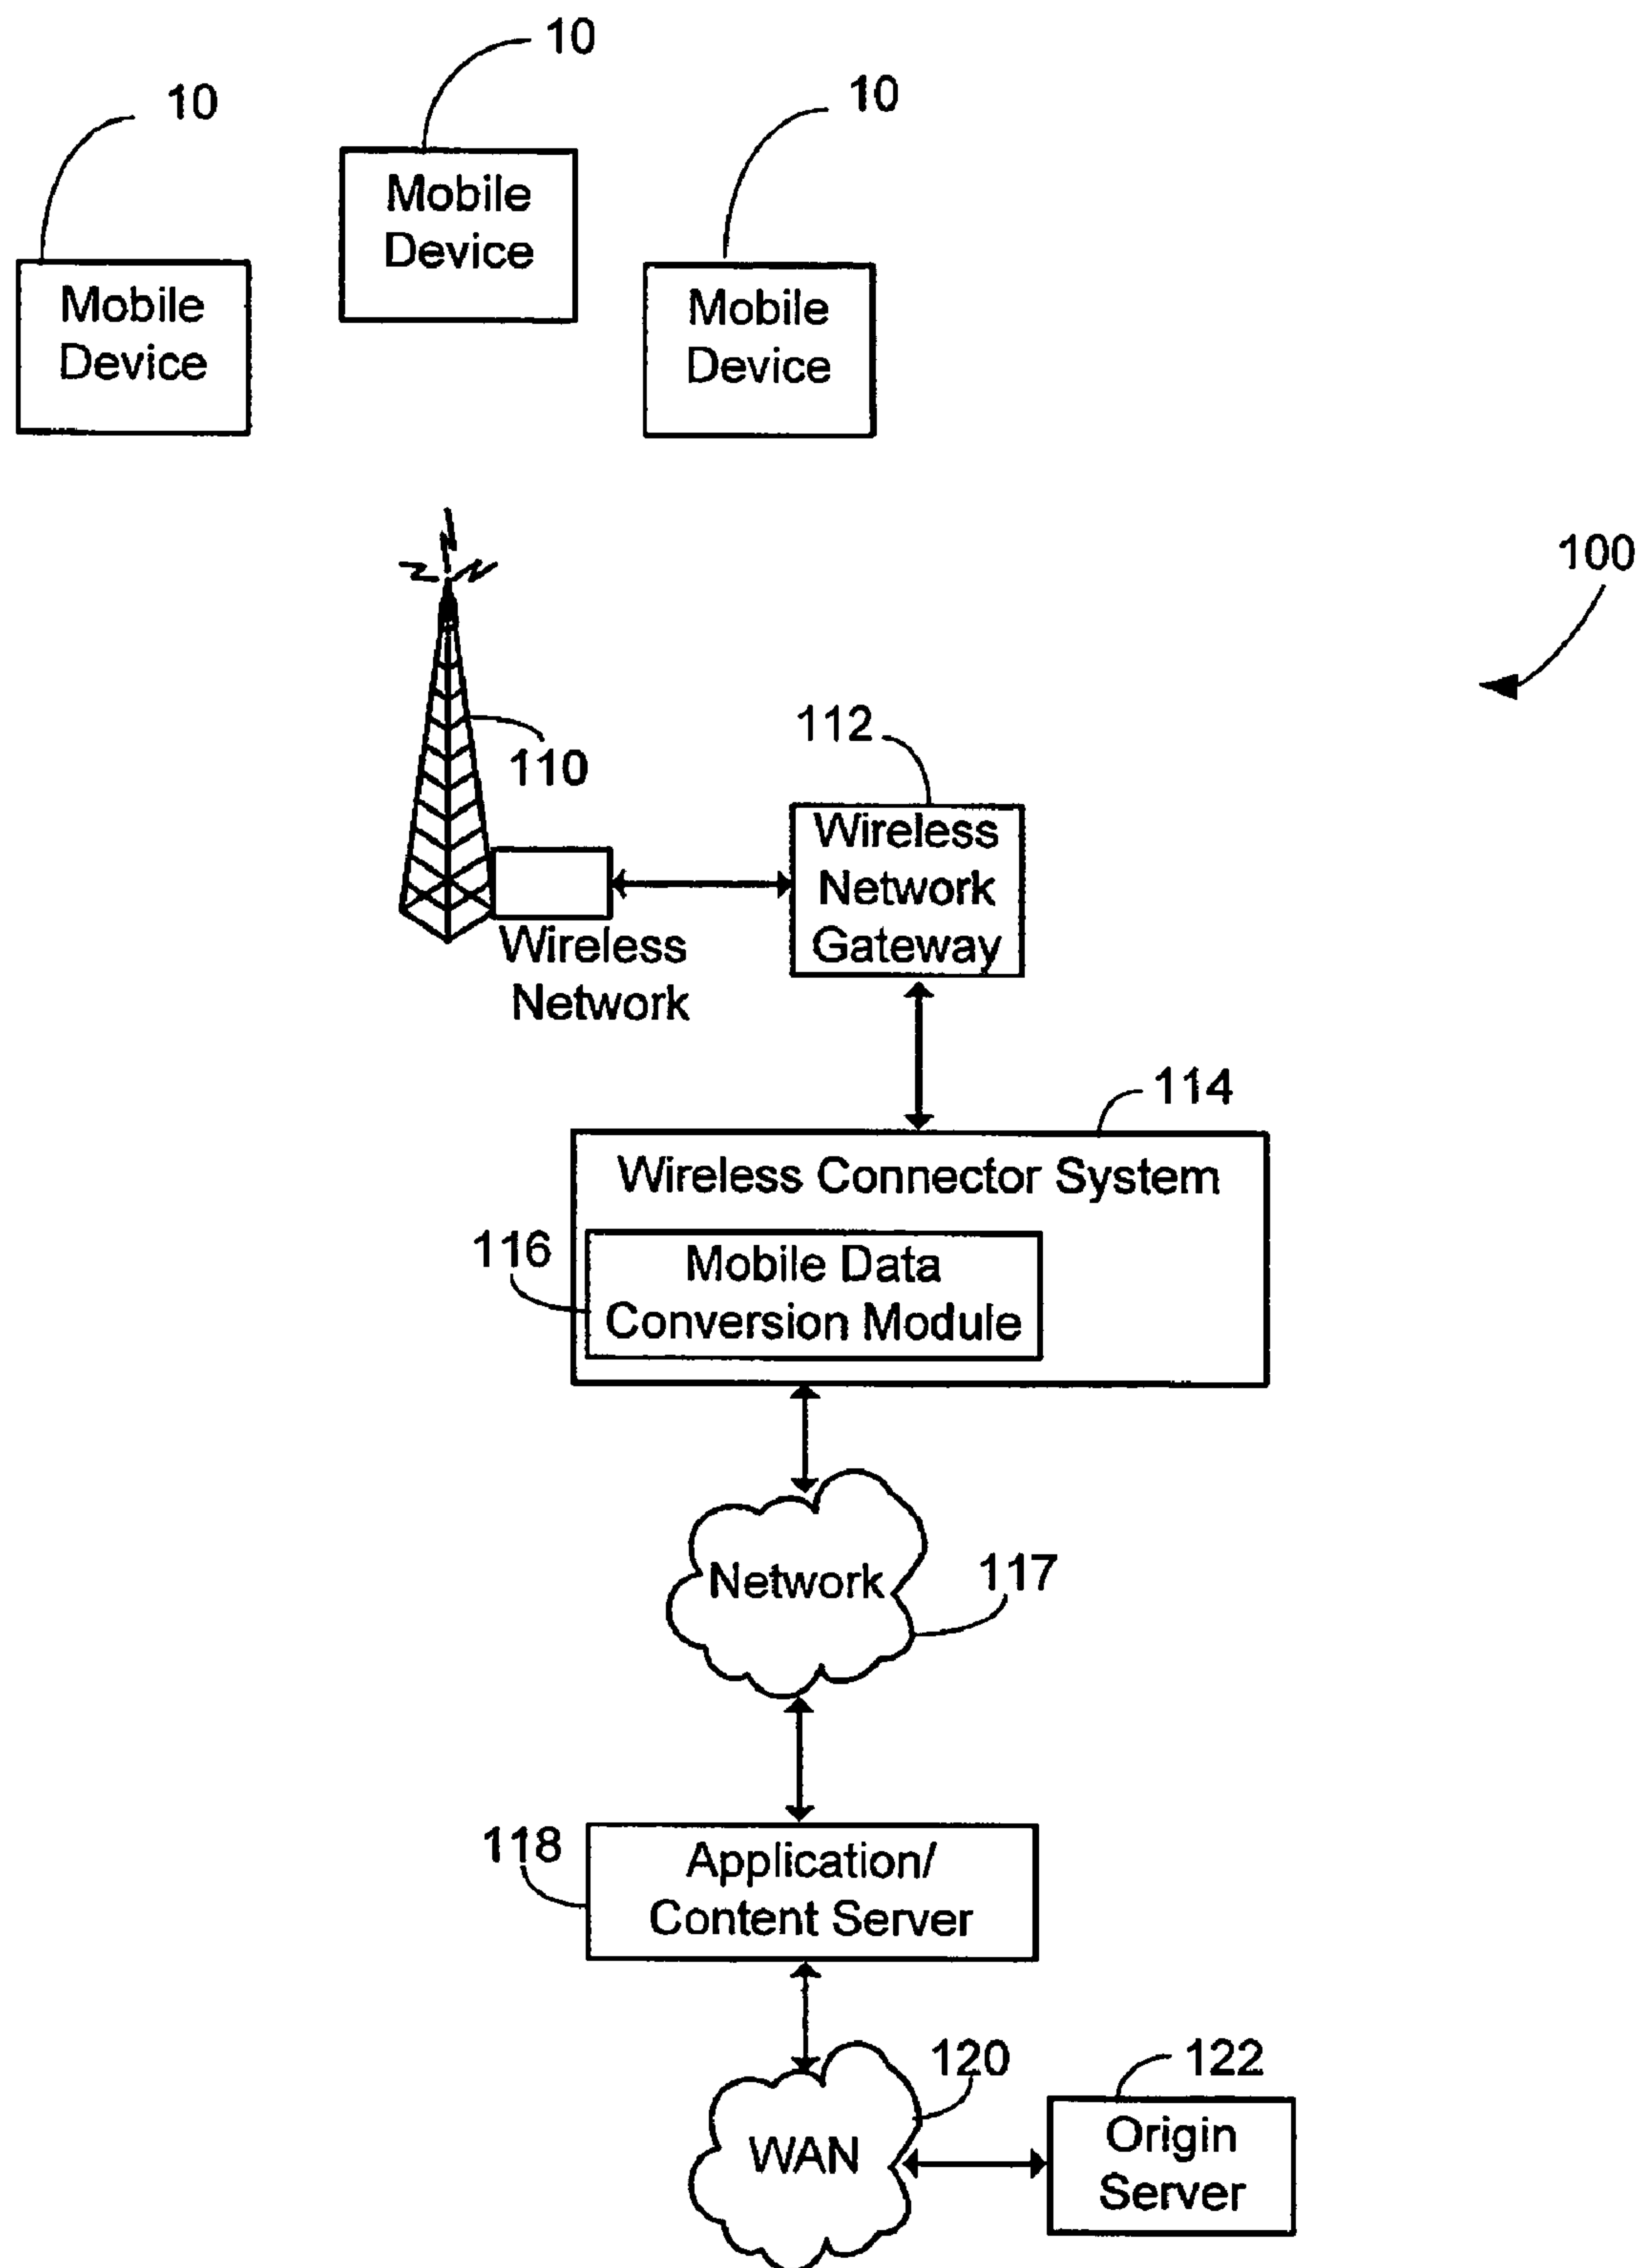 10
10
10
Mobile
Device
Mobile
Device
Mobile
Device
100
110
112
Wireless
Network
Gateway
Wireless
Network
114
Wireless Connector System
116
Mobile Data
Conversion Module
Network
117
118
Application/
Content Server
120
122
WAN
Origin
Server